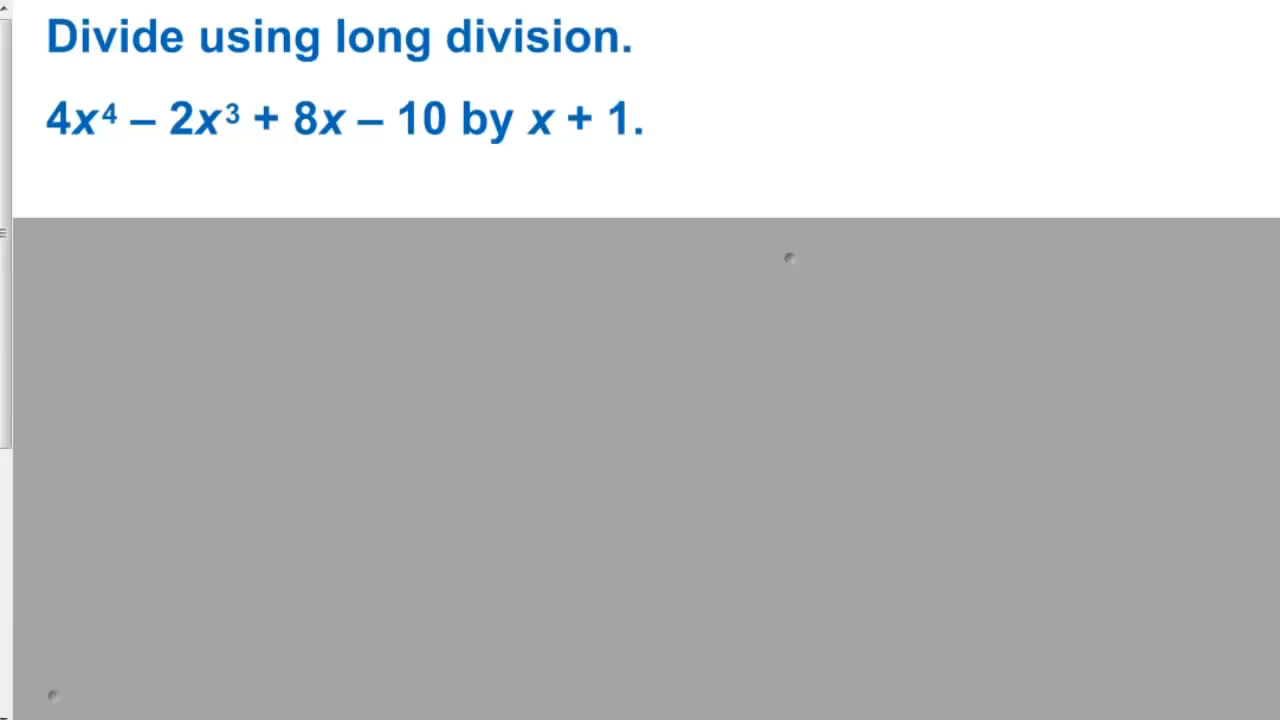 Divide using long division.
4x⁴ – 2x³ + 8x – 10 by x + 1.